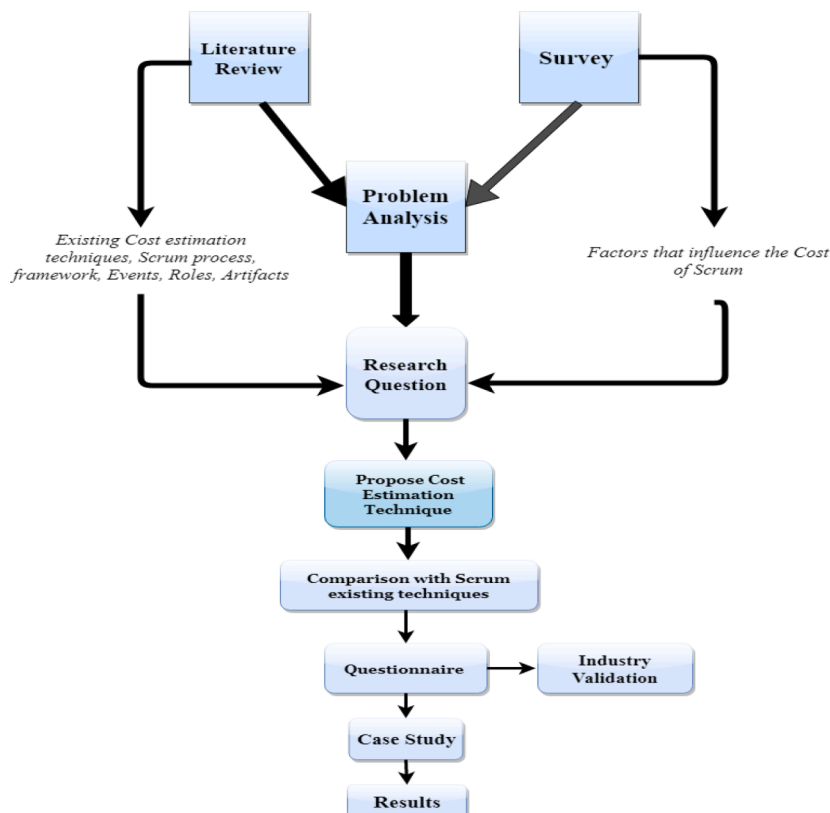 Literature
Review
Survey
Problem
Analysis
Existing Cost estimation
techniques, Scrum process,
framework, Events, Roles, Artifacts
Factors that influence the Cost
of Scrum
Research
Question
Propose Cost
Estimation
Technique
Comparison with Scrum
existing techniques
Questionnaire
Industry
Validation
Case Study
Results